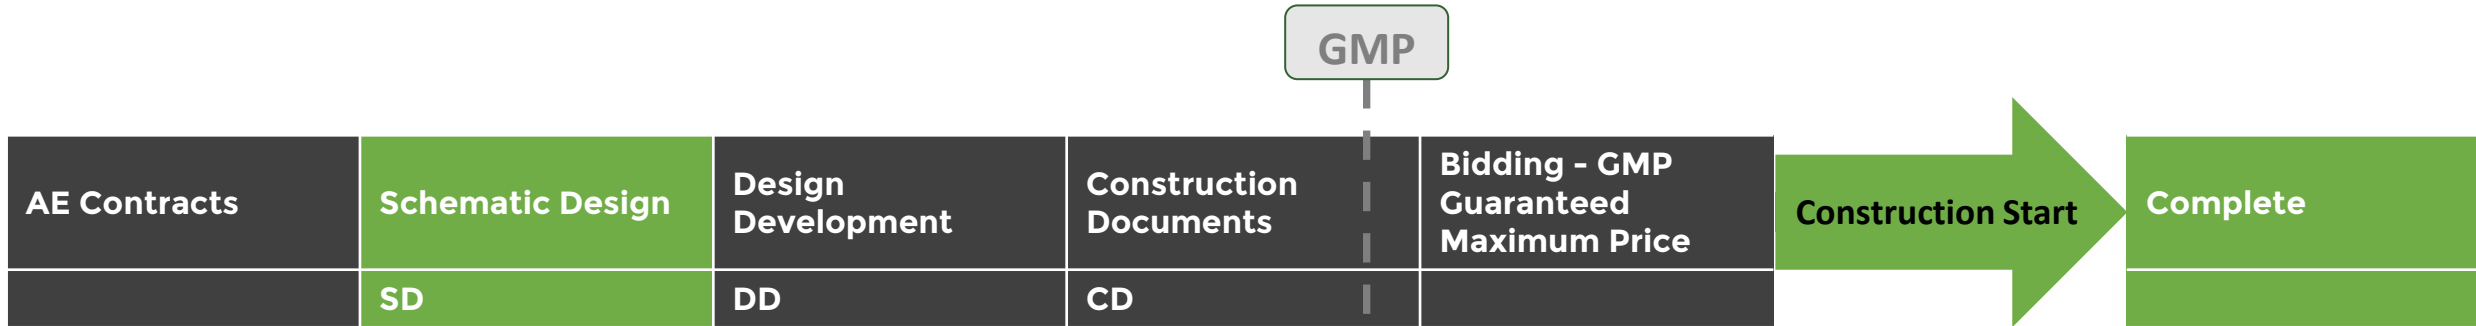 GMP
AE Contracts
Schematic Design
Design
Development
Construction
Documents
Bidding - GMP
Guaranteed
Maximum Price
Construction Start
Complete
SD
DD
CD